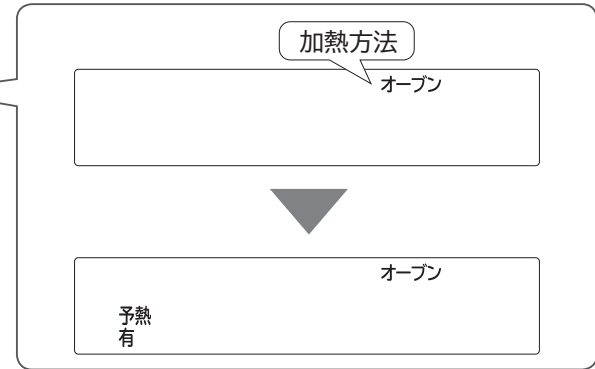 加熱方法
オーブン
オーブン
予熱
有